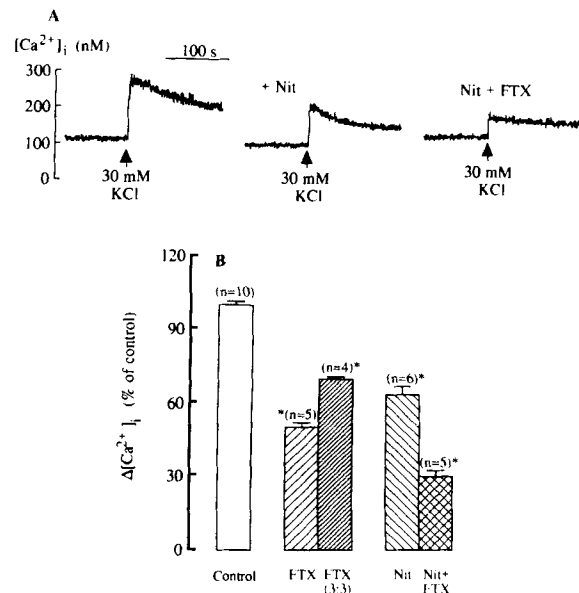 A
[Ca2+]i (nM)
100 s
300
200
100
0
+ Nit
Nit + FTX
30 mM
KCl
30 mM
KCl
30 mM
KCl
B
120
90
60
30
0
Δ[Ca2+]i (% of control)
(n=10)
*(n=5)
(n=4)*
(n=6)*
(n=5)*
Control
FTX
FTX
(3:3)
Nit
Nit+
FTX